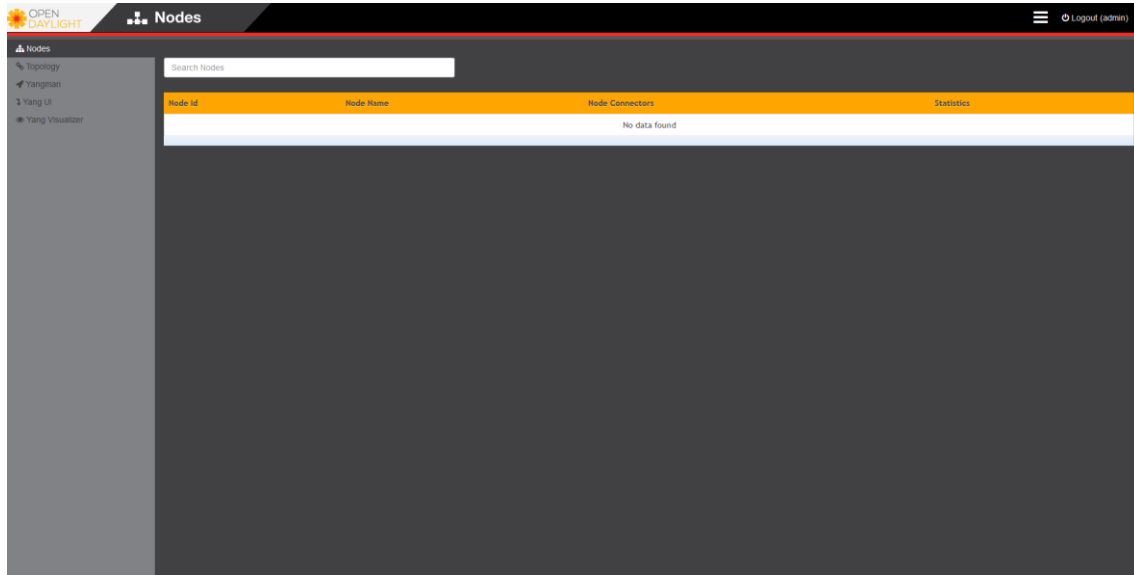 OPEN
DAYLIGHT
Nodes
Logout (admin)
Nodes
Topology
Yangman
Yang UI
Yang Visualizer
Search Nodes
Node Id Node Name Node Connectors Statistics
No data found